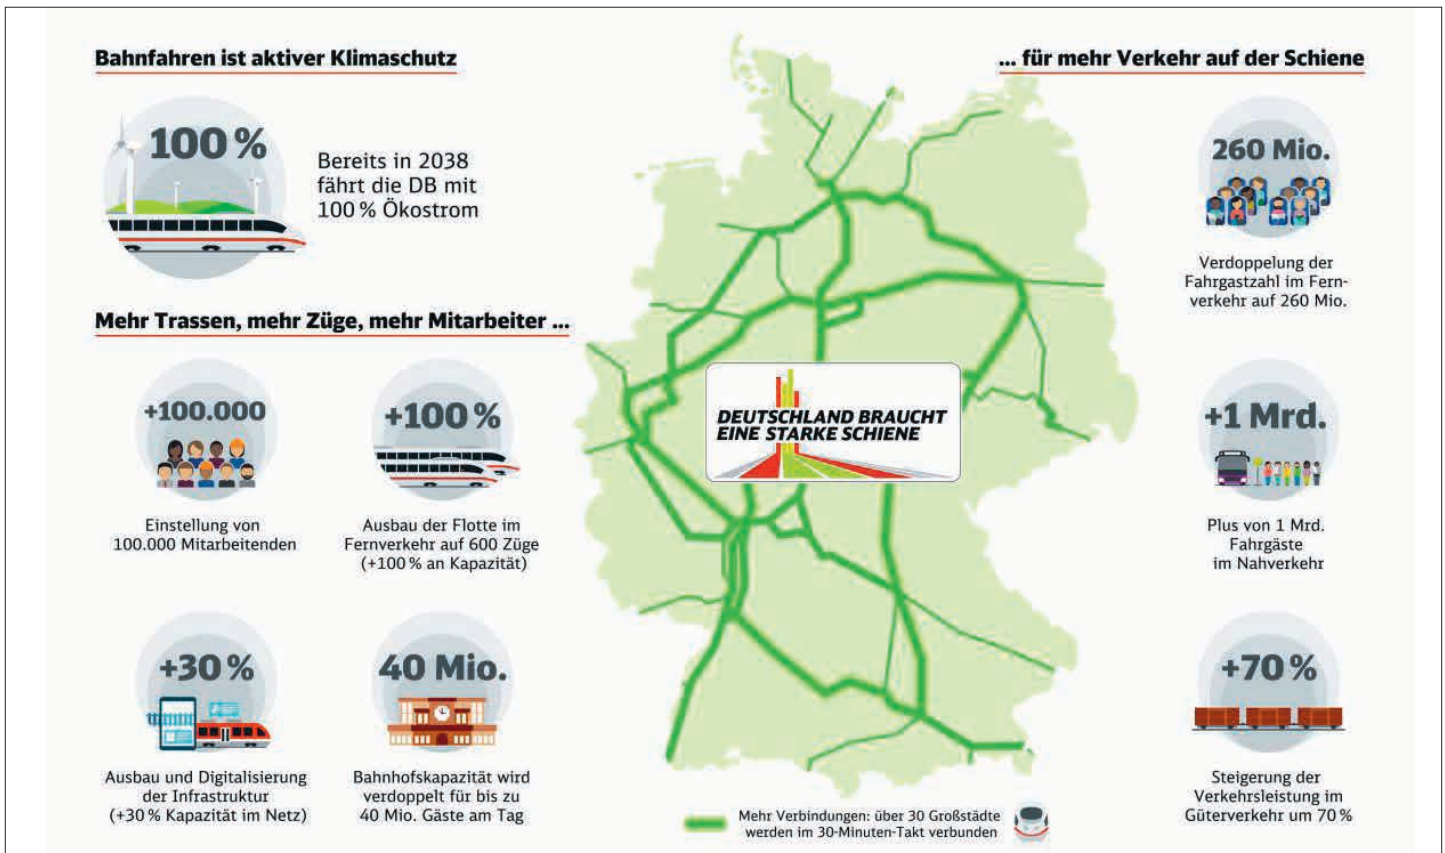 Bahnfahren ist aktiver Klimaschutz
100 %
Bereits in 2038
fährt die DB mit
100 % Ökostrom
Mehr Trassen, mehr Züge, mehr Mitarbeiter ...
+100.000
Einstellung von
100.000 Mitarbeitenden
+100 %
Ausbau der Flotte im
Fernverkehr auf 600 Züge
(+100 % an Kapazität)
+30 %
Ausbau und Digitalisierung
der Infrastruktur
(+30 % Kapazität im Netz)
40 Mio.
Bahnhofskapazität wird
verdoppelt für bis zu
40 Mio. Gäste am Tag
DEUTSCHLAND BRAUCHT
EINE STARKE SCHIENE
Mehr Verbindungen: über 30 Großstädte
werden im 30-Minuten-Takt verbunden
... für mehr Verkehr auf der Schiene
260 Mio.
Verdoppelung der
Fahrgastzahl im Fern-
verkehr auf 260 Mio.
+1 Mrd.
Plus von 1 Mrd.
Fahrgäste
im Nahverkehr
+70 %
Steigerung der
Verkehrsleistung im
Güterverkehr um 70 %